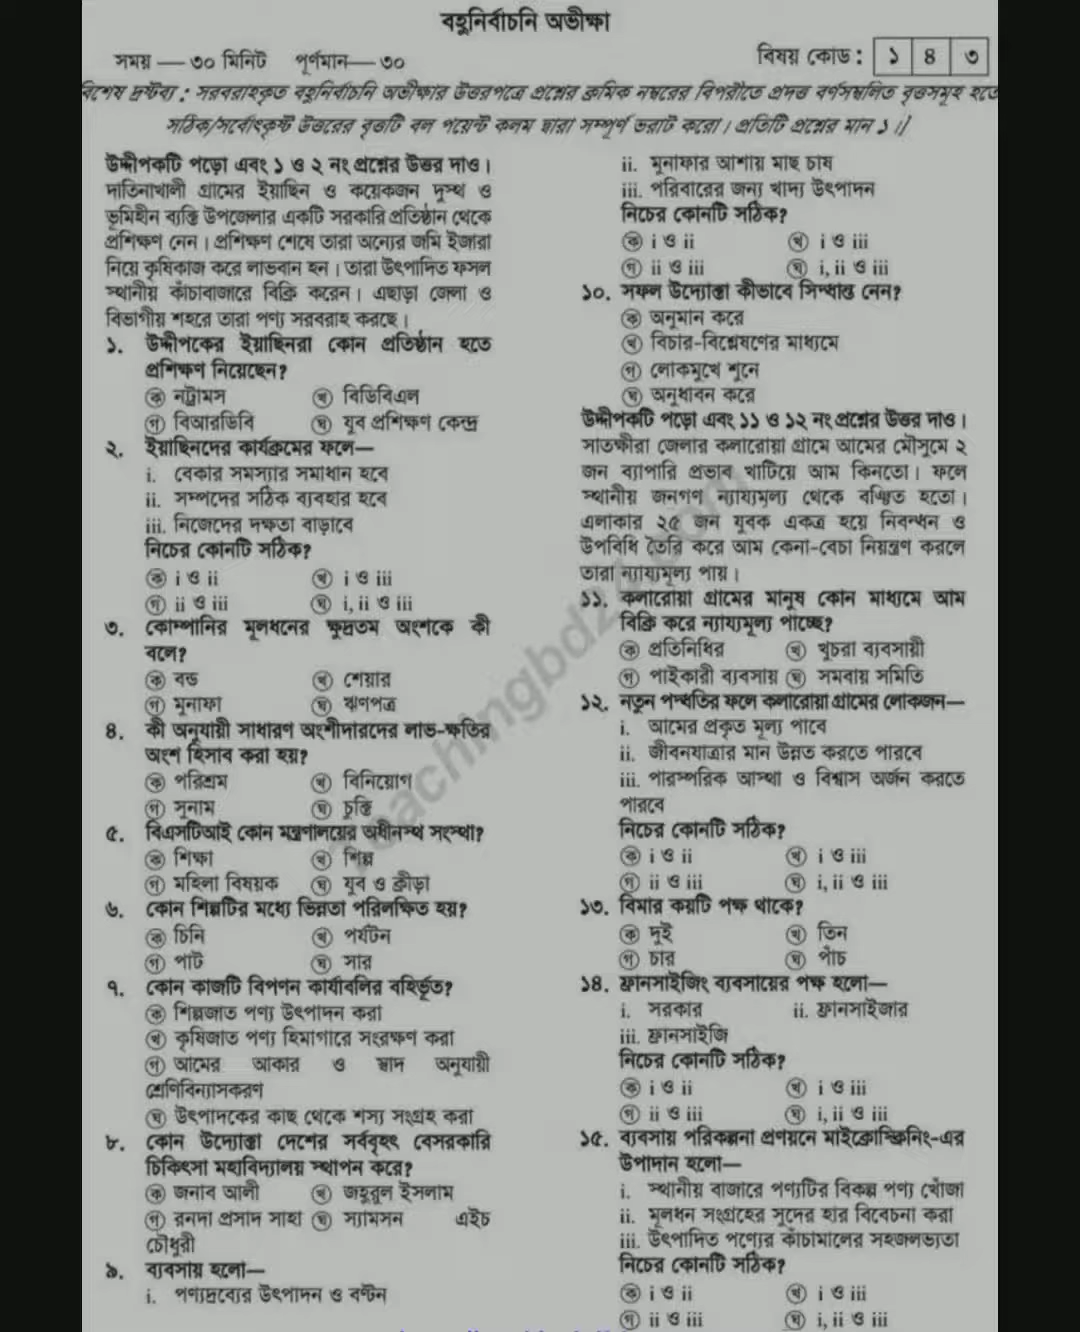 বহুনির্বাচনি অভীক্ষা
সময় — ৩০ মিনিট পূর্ণমান— ৩০
বিষয় কোড : ১ ৪ ৩
বিশেষ দ্রষ্টব্য : সরবরাহকৃত বহুনির্বাচনি অভীক্ষার উত্তরপত্রে প্রশ্নের ক্রমিক নম্বরের বিপরীতে প্রদত্ত বর্ণসম্বলিত বৃত্তসমূহ হতে
সঠিক/সর্বোৎকৃষ্ট উত্তরের বৃত্তটি বল পয়েন্ট কলম দ্বারা সম্পূর্ণ ভরাট করো। প্রতিটি প্রশ্নের মান ১।/
উদ্দীপকটি পড়ো এবং ১ ও ২ নং প্রশ্নের উত্তর দাও।
দাতিনাখালী গ্রামের ইয়াছিন ও কয়েকজন দুস্থ ও
ভূমিহীন ব্যক্তি উপজেলার একটি সরকারি প্রতিষ্ঠান থেকে
প্রশিক্ষণ নেন। প্রশিক্ষণ শেষে তারা অন্যের জমি ইজারা
নিয়ে কৃষিকাজ করে লাভবান হন। তারা উৎপাদিত ফসল
স্থানীয় কাঁচাবাজারে বিক্রি করেন। এছাড়া জেলা ও
বিভাগীয় শহরে তারা পণ্য সরবরাহ করছে।
১. উদ্দীপকের ইয়াছিনরা কোন প্রতিষ্ঠান হতে
প্রশিক্ষণ নিয়েছেন?
ক নট্রামস খ বিডিবিএল
গ বিআরডিবি ঘ যুব প্রশিক্ষণ কেন্দ্র
২. ইয়াছিনদের কার্যক্রমের ফলে—
i. বেকার সমস্যার সমাধান হবে
ii. সম্পদের সঠিক ব্যবহার হবে
iii. নিজেদের দক্ষতা বাড়াবে
নিচের কোনটি সঠিক?
ক i ও ii খ i ও iii
গ ii ও iii ঘ i, ii ও iii
৩. কোম্পানির মূলধনের ক্ষুদ্রতম অংশকে কী
বলে?
ক বন্ড খ শেয়ার
গ মুনাফা ঘ ঋণপত্র
৪. কী অনুযায়ী সাধারণ অংশীদারদের লাভ-ক্ষতির
অংশ হিসাব করা হয়?
ক পরিশ্রম খ বিনিয়োগ
গ সুনাম ঘ চুক্তি
৫. বিএসটিআই কোন মন্ত্রণালয়ের অধীনস্থ সংস্থা?
ক শিক্ষা খ শিল্প
গ মহিলা বিষয়ক ঘ যুব ও ক্রীড়া
৬. কোন শিল্পটির মধ্যে ভিন্নতা পরিলক্ষিত হয়?
ক চিনি খ পর্যটন
গ পাট ঘ সার
৭. কোন কাজটি বিপণন কার্যাবলির বহির্ভূত?
ক শিল্পজাত পণ্য উৎপাদন করা
খ কৃষিজাত পণ্য হিমাগারে সংরক্ষণ করা
গ আমের আকার ও স্বাদ অনুযায়ী
শ্রেণিবিন্যাসকরণ
ঘ উৎপাদকের কাছ থেকে শস্য সংগ্রহ করা
৮. কোন উদ্যোক্তা দেশের সর্ববৃহৎ বেসরকারি
চিকিৎসা মহাবিদ্যালয় স্থাপন করে?
ক জনাব আলী খ জহুরুল ইসলাম
গ রনদা প্রসাদ সাহা ঘ স্যামসন এইচ
চৌধুরী
৯. ব্যবসায় হলো—
i. পণ্যদ্রব্যের উৎপাদন ও বণ্টন
ii. মুনাফার আশায় মাছ চাষ
iii. পরিবারের জন্য খাদ্য উৎপাদন
নিচের কোনটি সঠিক?
ক i ও ii খ i ও iii
গ ii ও iii ঘ i, ii ও iii
১০. সফল উদ্যোক্তা কীভাবে সিদ্ধান্ত নেন?
ক অনুমান করে
খ বিচার-বিশ্লেষণের মাধ্যমে
গ লোকমুখে শুনে
ঘ অনুধাবন করে
উদ্দীপকটি পড়ো এবং ১১ ও ১২ নং প্রশ্নের উত্তর দাও।
সাতক্ষীরা জেলার কলারোয়া গ্রামে আমের মৌসুমে ২
জন ব্যাপারি প্রভাব খাটিয়ে আম কিনতো। ফলে
স্থানীয় জনগণ ন্যায্যমূল্য থেকে বঞ্চিত হতো।
এলাকার ২৫ জন যুবক একত্র হয়ে নিবন্ধন ও
উপবিধি তৈরি করে আম কেনা-বেচা নিয়ন্ত্রণ করলে
তারা ন্যায্যমূল্য পায়।
১১. কলারোয়া গ্রামের মানুষ কোন মাধ্যমে আম
বিক্রি করে ন্যায্যমূল্য পাচ্ছে?
ক প্রতিনিধির খ খুচরা ব্যবসায়ী
গ পাইকারী ব্যবসায় ঘ সমবায় সমিতি
১২. নতুন পদ্ধতির ফলে কলারোয়া গ্রামের লোকজন—
i. আমের প্রকৃত মূল্য পাবে
ii. জীবনযাত্রার মান উন্নত করতে পারবে
iii. পারস্পরিক আস্থা ও বিশ্বাস অর্জন করতে
পারবে
নিচের কোনটি সঠিক?
ক i ও ii খ i ও iii
গ ii ও iii ঘ i, ii ও iii
১৩. বিমার কয়টি পক্ষ থাকে?
ক দুই খ তিন
গ চার ঘ পাঁচ
১৪. ফ্রানসাইজিং ব্যবসায়ের পক্ষ হলো—
i. সরকার ii. ফ্রানসাইজার
iii. ফ্রানসাইজি
নিচের কোনটি সঠিক?
ক i ও ii খ i ও iii
গ ii ও iii ঘ i, ii ও iii
১৫. ব্যবসায় পরিকল্পনা প্রণয়নে মাইক্রোস্ক্রিনিং-এর
উপাদান হলো—
i. স্থানীয় বাজারে পণ্যটির বিকল্প পণ্য খোঁজা
ii. মূলধন সংগ্রহের সুদের হার বিবেচনা করা
iii. উৎপাদিত পণ্যের কাঁচামালের সহজলভ্যতা
নিচের কোনটি সঠিক?
ক i ও ii খ i ও iii
গ ii ও iii ঘ i, ii ও iii
Teachingbd24.com